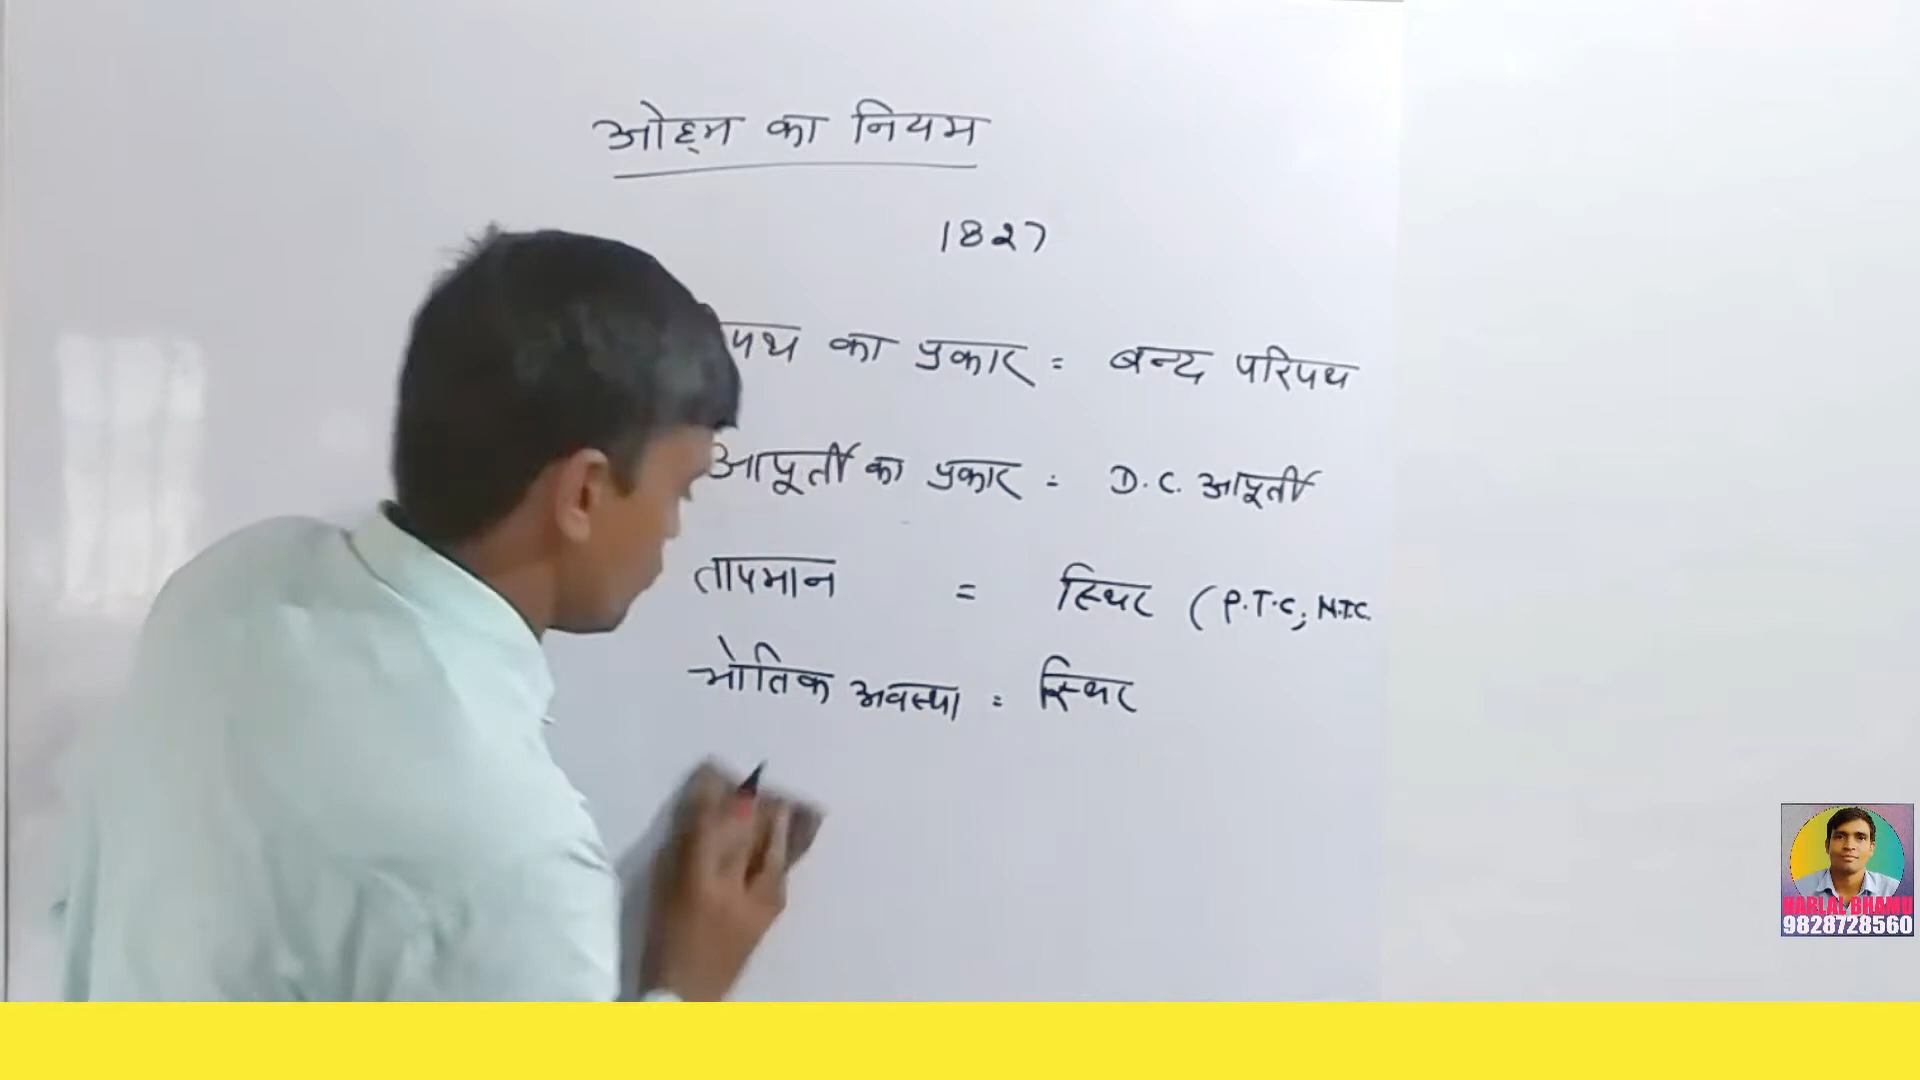 ओह्म का नियम
1827
पथ का प्रकार = बन्द परिपथ
आपूर्ती का प्रकार = D.C. आपूर्ती
तापमान = स्थिर (P.T.C; N.T.C.
भौतिक अवस्था = स्थिर
HARLAL BHAMU
9828728560